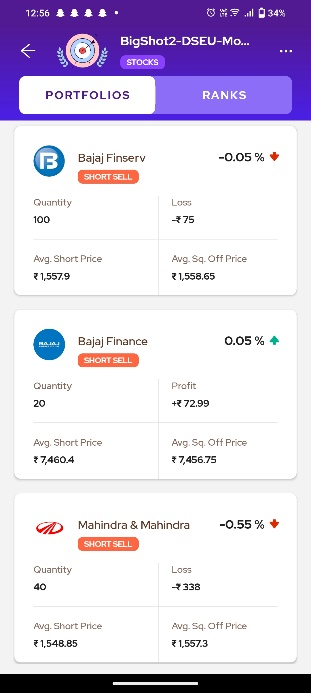 12:56
34%
BigShot2-DSEU-Mo...
STOCKS
PORTFOLIOS
RANKS
Bajaj Finserv
-0.05 %
SHORT SELL
Quantity
Loss
100
-₹ 75
Avg. Short Price
Avg. Sq. Off Price
₹ 1,557.9
₹ 1,558.65
BAJAJ
Bajaj Finance
0.05 %
SHORT SELL
Quantity
Profit
20
+₹ 72.99
Avg. Short Price
Avg. Sq. Off Price
₹ 7,460.4
₹ 7,456.75
Mahindra & Mahindra
-0.55 %
SHORT SELL
Quantity
Loss
40
-₹ 338
Avg. Short Price
Avg. Sq. Off Price
₹ 1,548.85
₹ 1,557.3